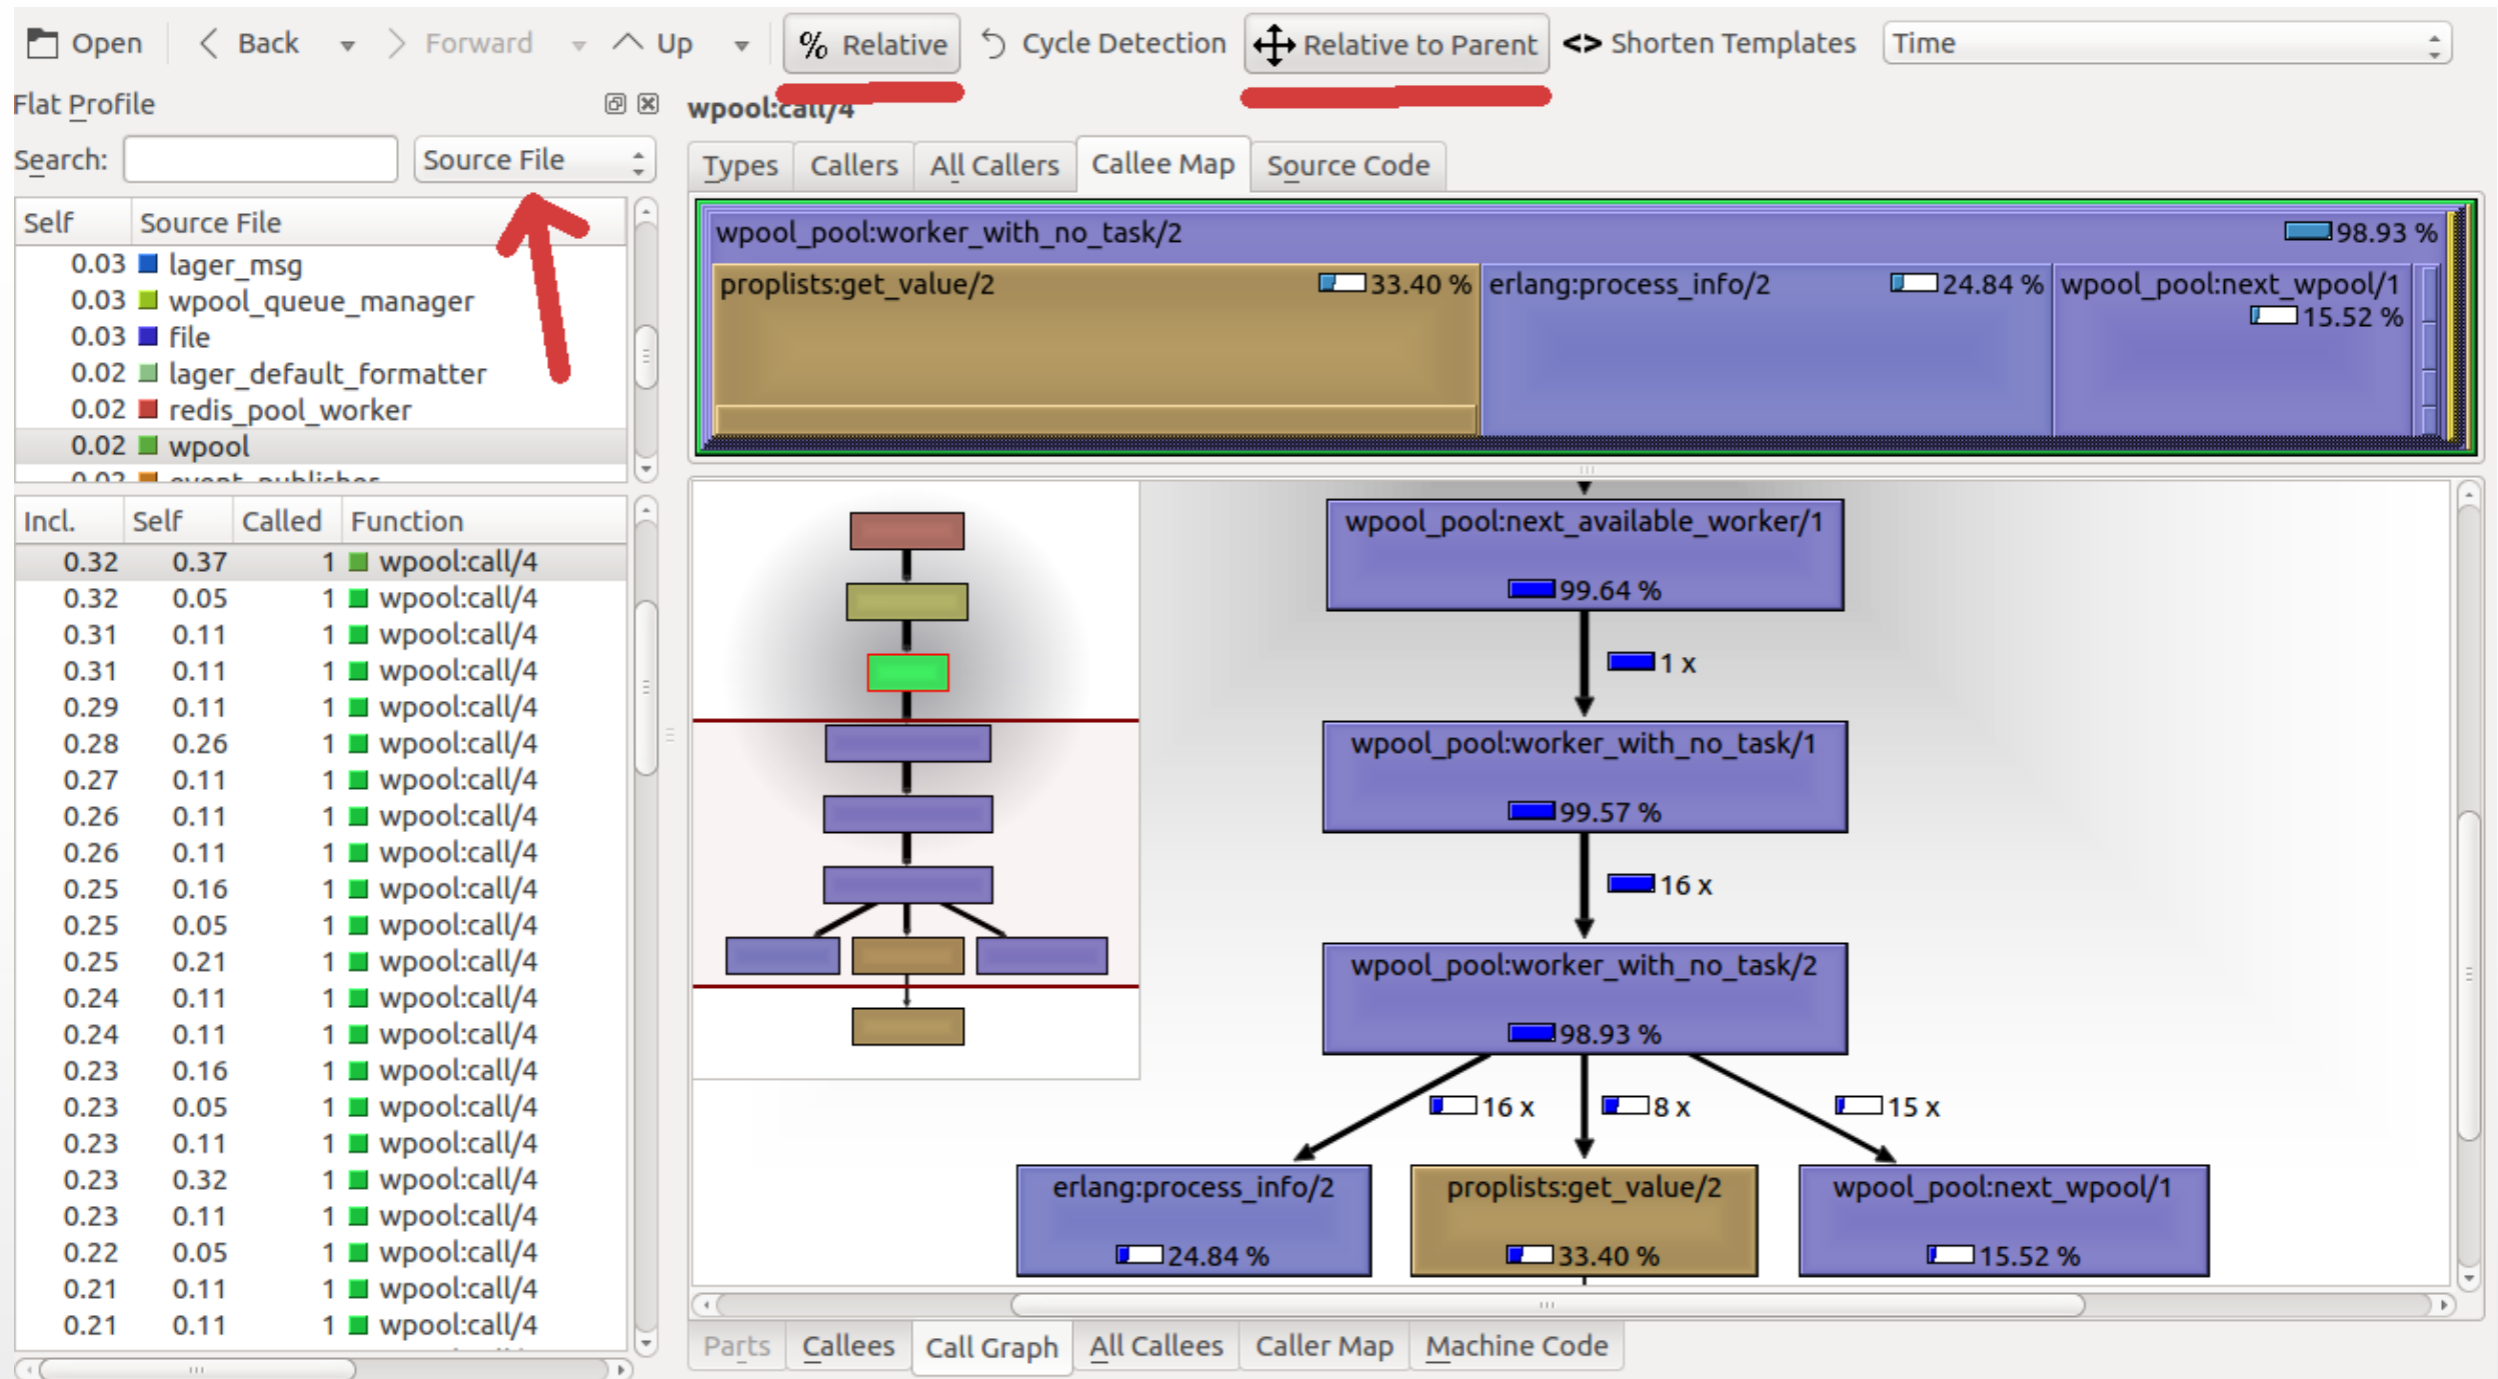 Open Back Forward Up % Relative Cycle Detection Relative to Parent <> Shorten Templates Time
Flat Profile
Search: Source File
Self Source File
0.03 lager_msg
0.03 wpool_queue_manager
0.03 file
0.02 lager_default_formatter
0.02 redis_pool_worker
0.02 wpool
0.02 event_publisher
Incl. Self Called Function
0.32 0.37 1 wpool:call/4
0.32 0.05 1 wpool:call/4
0.31 0.11 1 wpool:call/4
0.31 0.11 1 wpool:call/4
0.29 0.11 1 wpool:call/4
0.28 0.26 1 wpool:call/4
0.27 0.11 1 wpool:call/4
0.26 0.11 1 wpool:call/4
0.26 0.11 1 wpool:call/4
0.25 0.16 1 wpool:call/4
0.25 0.05 1 wpool:call/4
0.25 0.21 1 wpool:call/4
0.24 0.11 1 wpool:call/4
0.24 0.11 1 wpool:call/4
0.23 0.16 1 wpool:call/4
0.23 0.05 1 wpool:call/4
0.23 0.11 1 wpool:call/4
0.23 0.32 1 wpool:call/4
0.23 0.11 1 wpool:call/4
0.22 0.05 1 wpool:call/4
0.21 0.11 1 wpool:call/4
0.21 0.11 1 wpool:call/4
wpool:call/4
Types Callers All Callers Callee Map Source Code
wpool_pool:worker_with_no_task/2 98.93 %
proplists:get_value/2 33.40 % erlang:process_info/2 24.84 % wpool_pool:next_wpool/1
15.52 %
wpool_pool:next_available_worker/1
99.64 %
1 x
wpool_pool:worker_with_no_task/1
99.57 %
16 x
wpool_pool:worker_with_no_task/2
98.93 %
16 x 8 x 15 x
erlang:process_info/2 proplists:get_value/2 wpool_pool:next_wpool/1
24.84 % 33.40 % 15.52 %
Parts Callees Call Graph All Callees Caller Map Machine Code